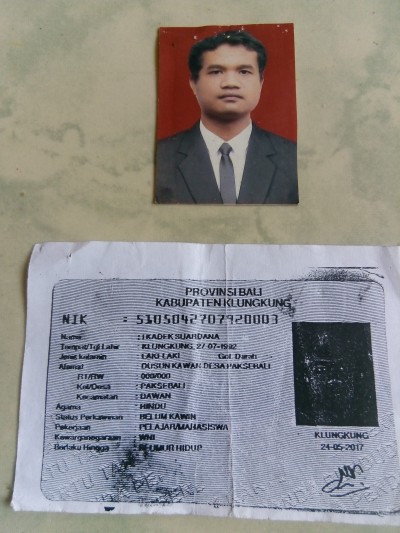 PROVINSI BALI
KABUPATEN KLUNGKUNG
NIK : 5105042707920003
Nama : I KADEK SUARDANA
Tempat/Tgl Lahir : KLUNGKUNG, 27-07-1992
Jenis kelamin : LAKI-LAKI Gol. Darah
Alamat : DUSUN KAWAN DESA PAKSEBALI
RT/RW : 000/000
Kel/Desa : PAKSEBALI
Kecamatan : DAWAN
Agama : HINDU
Status Perkawinan : BELUM KAWIN
Pekerjaan : PELAJAR/MAHASISWA
Kewarganegaraan : WNI
Berlaku Hingga : SEUMUR HIDUP
KLUNGKUNG
24-05-2017